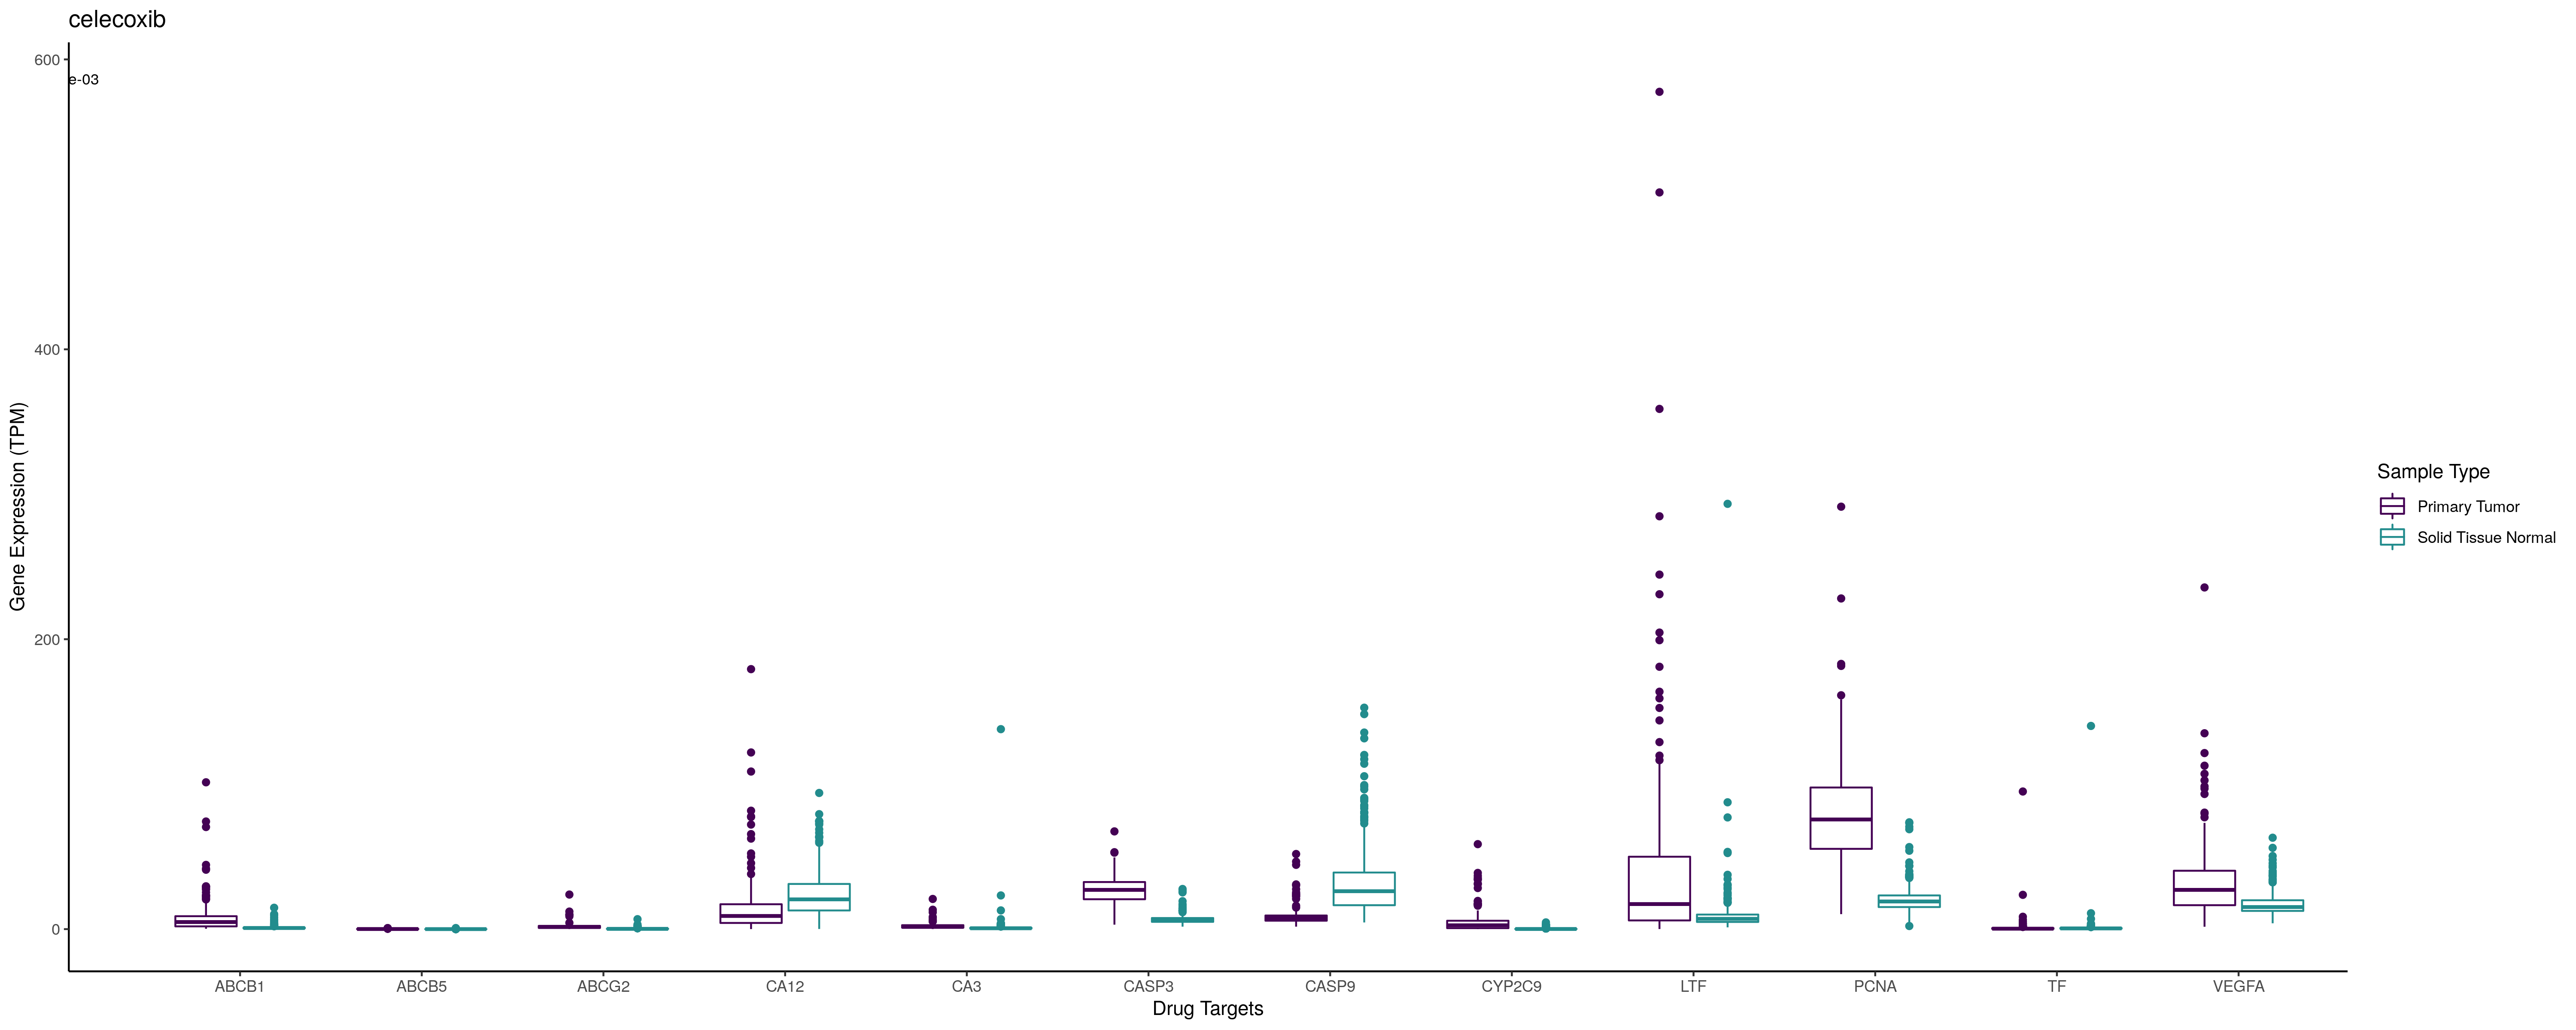 celecoxib
600
e-03
400
200
0
Gene Expression (TPM)
ABCB1 ABCB5 ABCG2 CA12 CA3 CASP3 CASP9 CYP2C9 LTF PCNA TF VEGFA
Drug Targets
Sample Type
Primary Tumor
Solid Tissue Normal